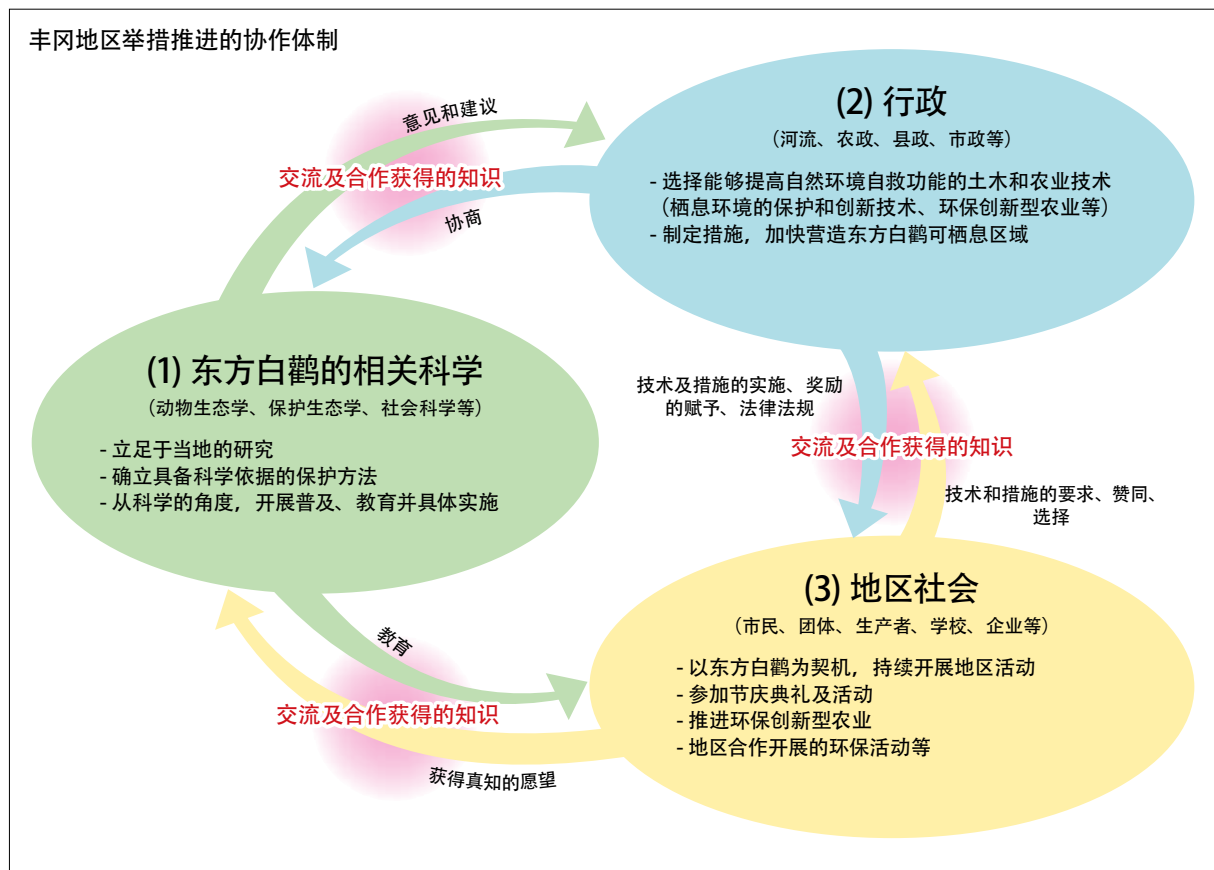 丰冈地区举措推进的协作体制
意见和建议
交流及合作获得的知识
协商
(2) 行政
（河流、农政、县政、市政等）
- 选择能够提高自然环境自救功能的土木和农业技术
（栖息环境的保护和创新技术、环保创新型农业等）
- 制定措施，加快营造东方白鹳可栖息区域
(1) 东方白鹳的相关科学
（动物生态学、保护生态学、社会科学等）
- 立足于当地的研究
- 确立具备科学依据的保护方法
- 从科学的角度，开展普及、教育并具体实施
技术及措施的实施、奖励
的赋予、法律法规
交流及合作获得的知识
技术和措施的要求、赞同、
选择
(3) 地区社会
（市民、团体、生产者、学校、企业等）
- 以东方白鹳为契机，持续开展地区活动
- 参加节庆典礼及活动
- 推进环保创新型农业
- 地区合作开展的环保活动等
教育
交流及合作获得的知识
获得真知的愿望